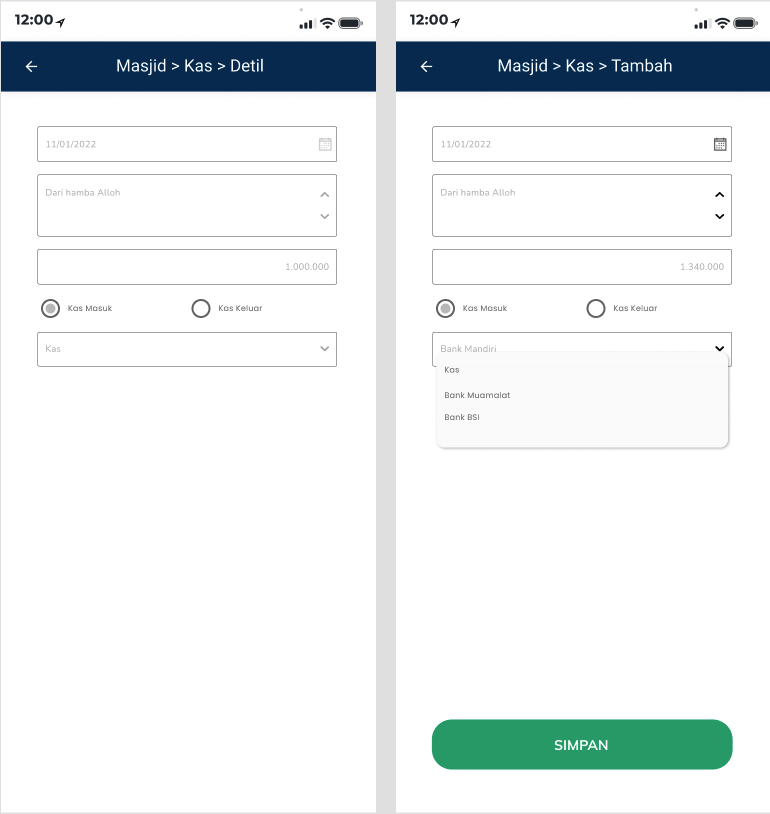 12:00
Masjid > Kas > Detil
11/01/2022
Dari hamba Alloh
1.000.000
Kas Masuk
Kas Keluar
Kas
12:00
Masjid > Kas > Tambah
11/01/2022
Dari hamba Alloh
1.340.000
Kas Masuk
Kas Keluar
Bank Mandiri
Kas
Bank Muamalat
Bank BSI
SIMPAN